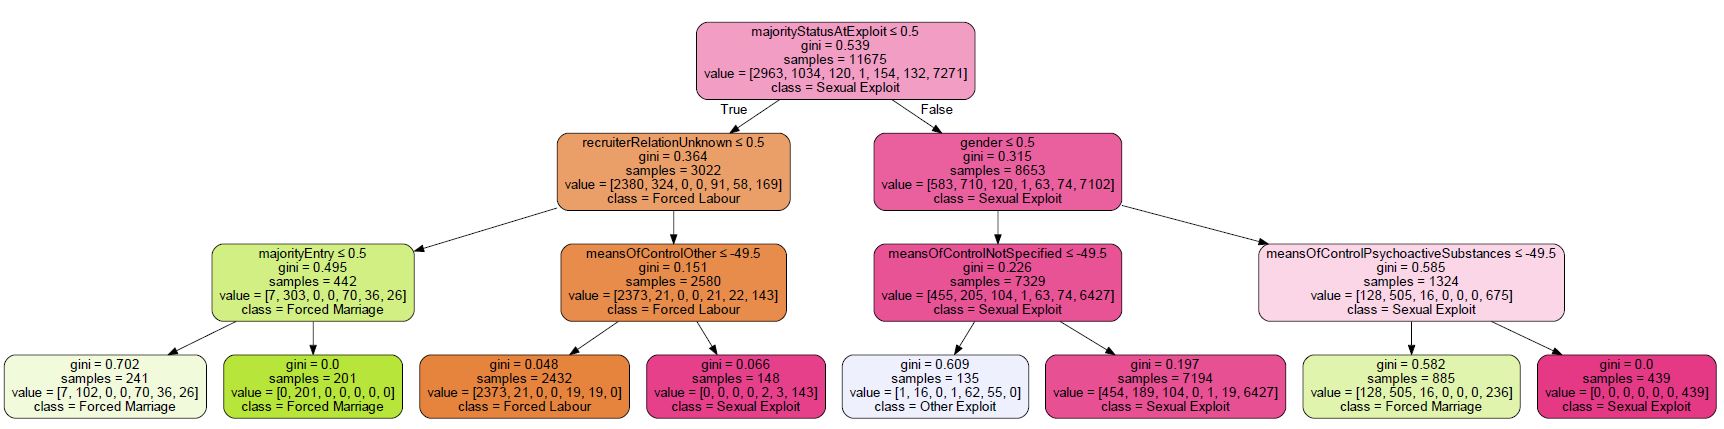 majorityStatusAtExploit ≤ 0.5
gini = 0.539
samples = 11675
value = [2963, 1034, 120, 1, 154, 132, 7271]
class = Sexual Exploit
True
False
recruiterRelationUnknown ≤ 0.5
gini = 0.364
samples = 3022
value = [2380, 324, 0, 0, 91, 58, 169]
class = Forced Labour
gender ≤ 0.5
gini = 0.315
samples = 8653
value = [583, 710, 120, 1, 63, 74, 7102]
class = Sexual Exploit
majorityEntry ≤ 0.5
gini = 0.495
samples = 442
value = [7, 303, 0, 0, 70, 36, 26]
class = Forced Marriage
meansOfControlOther ≤ -49.5
gini = 0.151
samples = 2580
value = [2373, 21, 0, 0, 21, 22, 143]
class = Forced Labour
meansOfControlNotSpecified ≤ -49.5
gini = 0.226
samples = 7329
value = [455, 205, 104, 1, 63, 74, 6427]
class = Sexual Exploit
meansOfControlPsychoactiveSubstances ≤ -49.5
gini = 0.585
samples = 1324
value = [128, 505, 16, 0, 0, 0, 675]
class = Sexual Exploit
gini = 0.702
samples = 241
value = [7, 102, 0, 0, 70, 36, 26]
class = Forced Marriage
gini = 0.0
samples = 201
value = [0, 201, 0, 0, 0, 0, 0]
class = Forced Marriage
gini = 0.048
samples = 2432
value = [2373, 21, 0, 0, 19, 19, 0]
class = Forced Labour
gini = 0.066
samples = 148
value = [0, 0, 0, 0, 2, 3, 143]
class = Sexual Exploit
gini = 0.609
samples = 135
value = [1, 16, 0, 1, 62, 55, 0]
class = Other Exploit
gini = 0.197
samples = 7194
value = [454, 189, 104, 0, 1, 19, 6427]
class = Sexual Exploit
gini = 0.582
samples = 885
value = [128, 505, 16, 0, 0, 0, 236]
class = Forced Marriage
gini = 0.0
samples = 439
value = [0, 0, 0, 0, 0, 0, 439]
class = Sexual Exploit